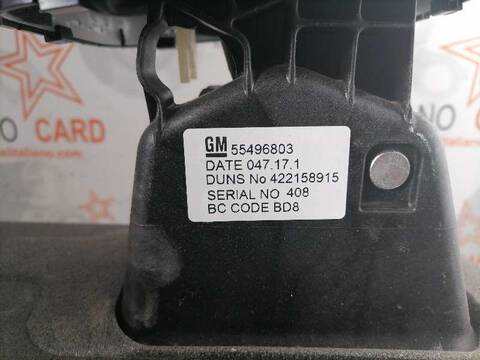 GM 55496803
DATE 047.17.1
DUNS No 422158915
SERIAL NO 408
BC CODE BD8
CARD